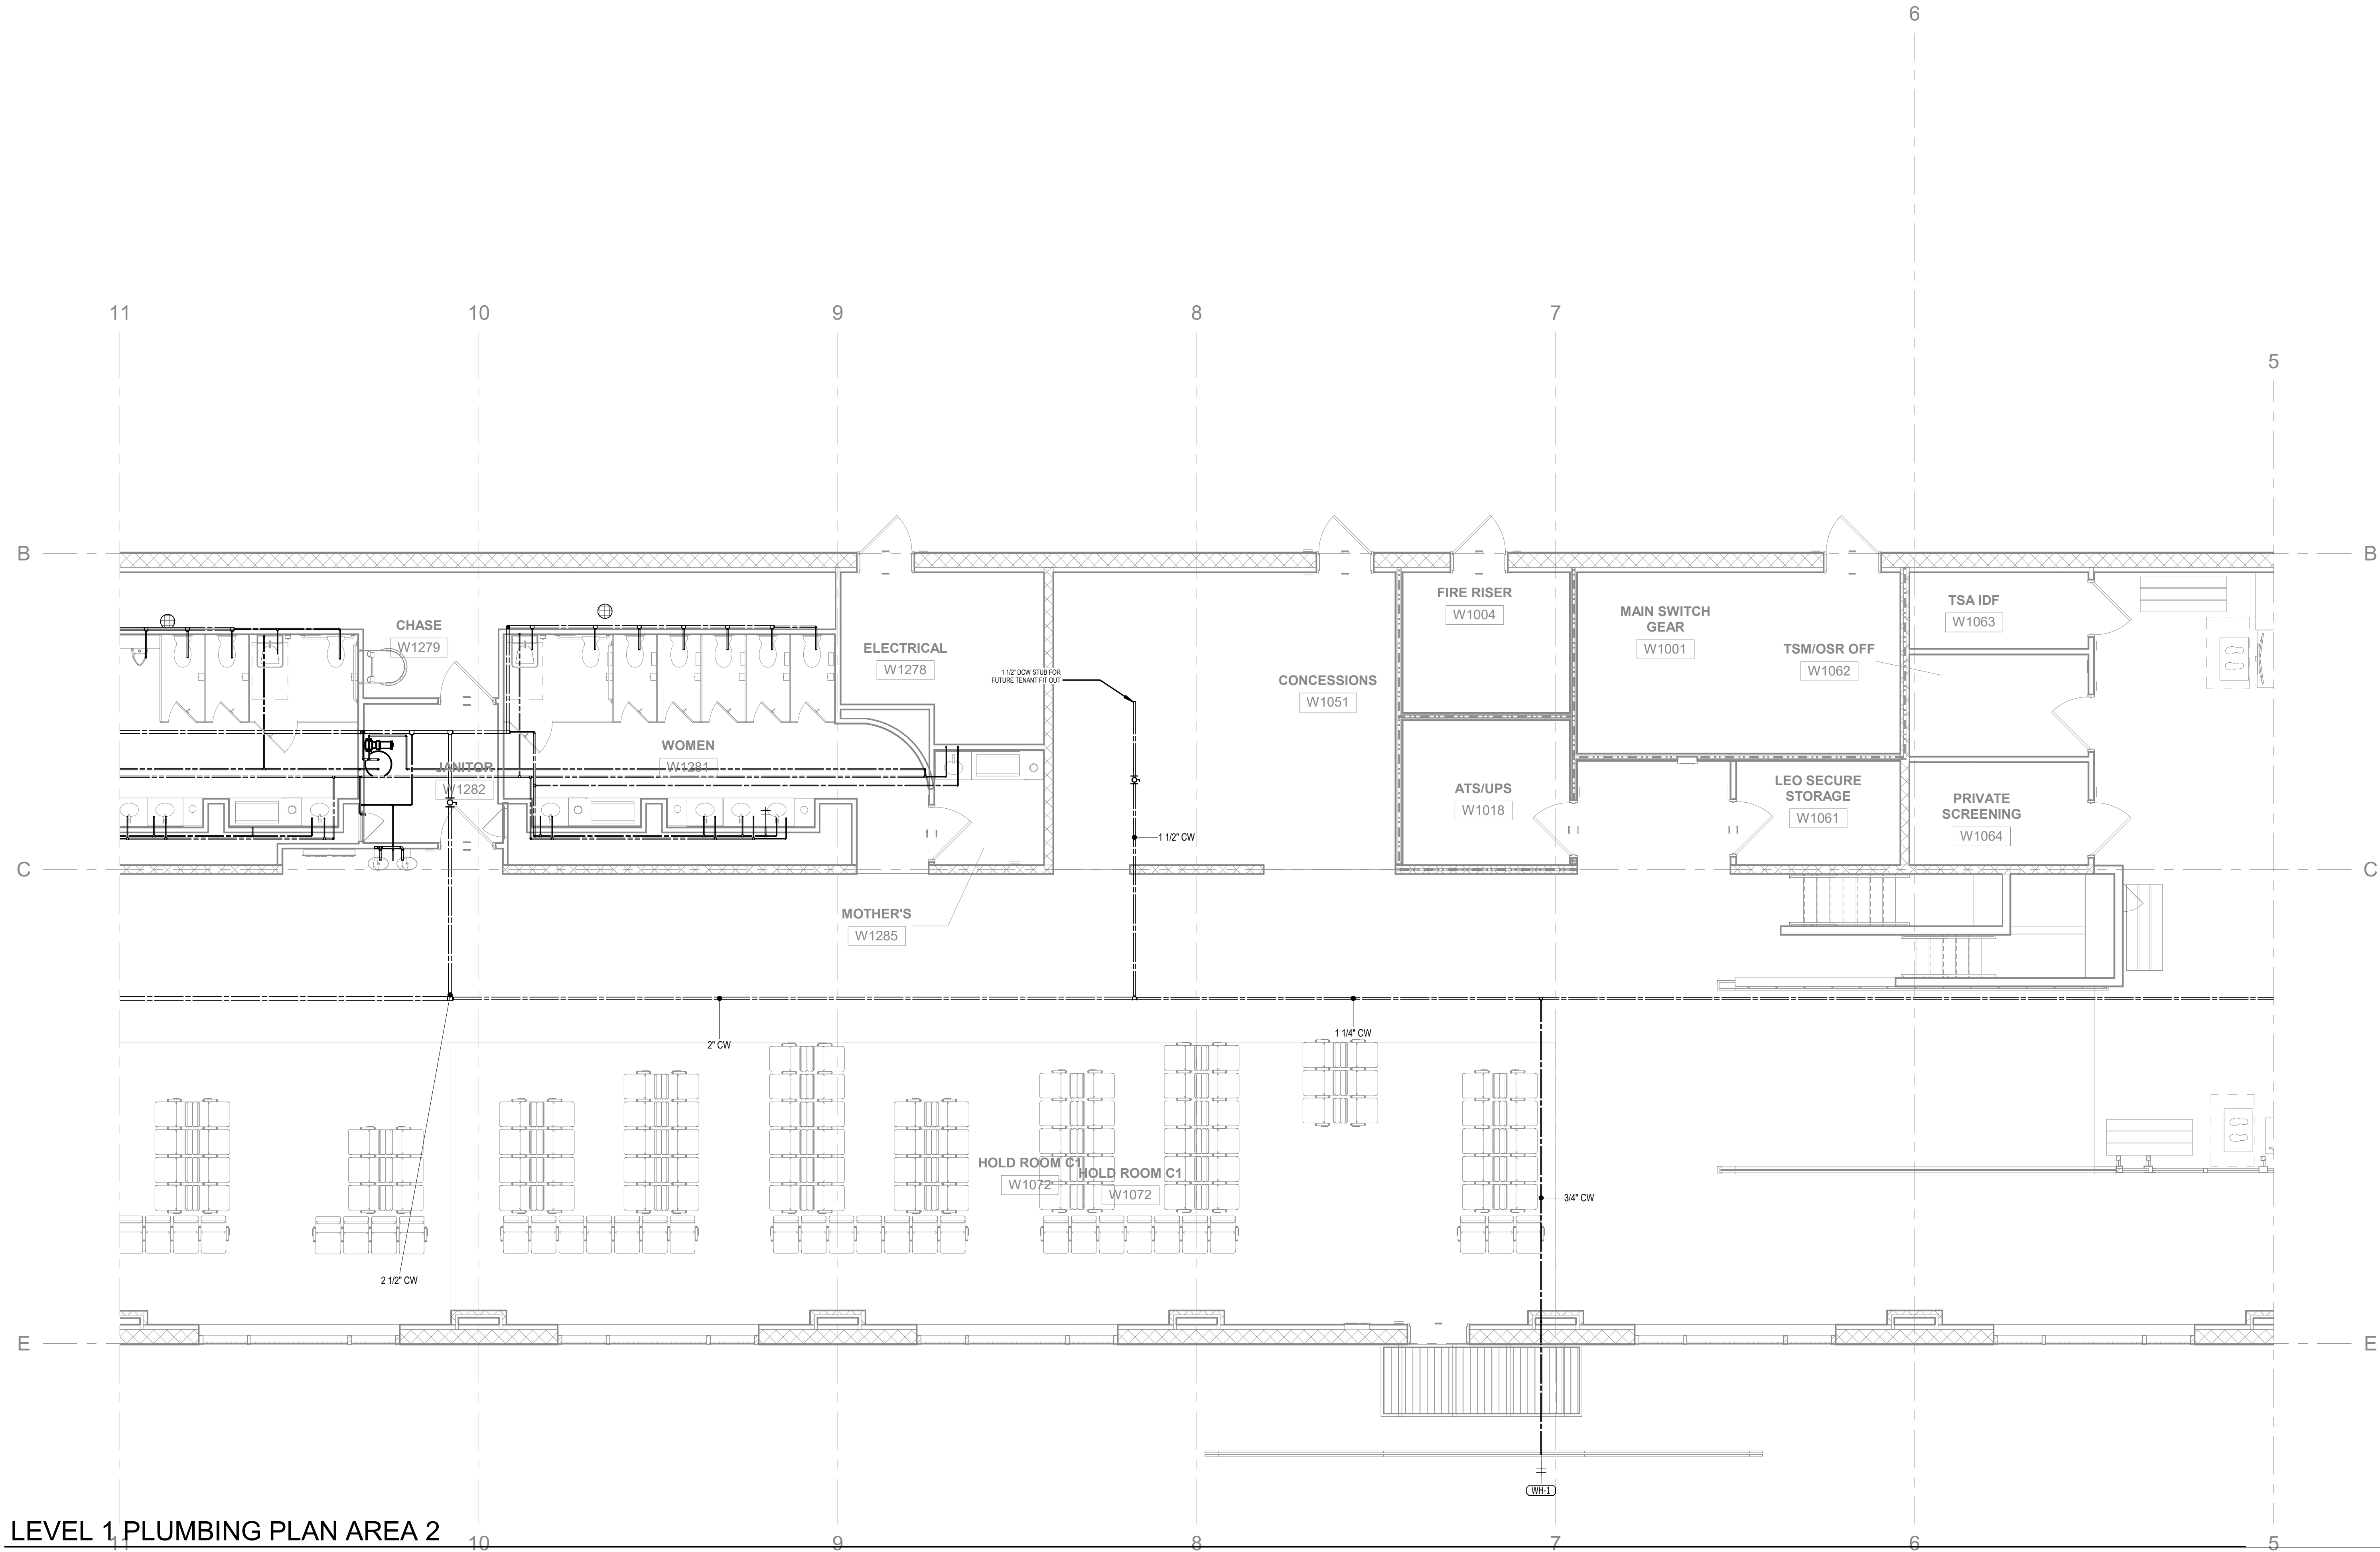 6
11
10
9
8
7
5
B
B
FIRE RISER
W1004
MAIN SWITCH
GEAR
W1001
TSA IDF
W1063
CHASE
W1279
ELECTRICAL
W1278
TSM/OSR OFF
W1062
1 1/2" DCW STUB FOR
FUTURE TENANT FIT OUT
CONCESSIONS
W1051
WOMEN
W1281
JANITOR
W1282
ATS/UPS
W1018
LEO SECURE
STORAGE
W1061
PRIVATE
SCREENING
W1064
1 1/2" CW
C
C
MOTHER'S
W1285
2" CW
1 1/4" CW
HOLD ROOM C1
W1072
HOLD ROOM C1
W1072
3/4" CW
2 1/2" CW
E
E
WH-1
LEVEL 1 PLUMBING PLAN AREA 2
11
10
9
8
7
6
5